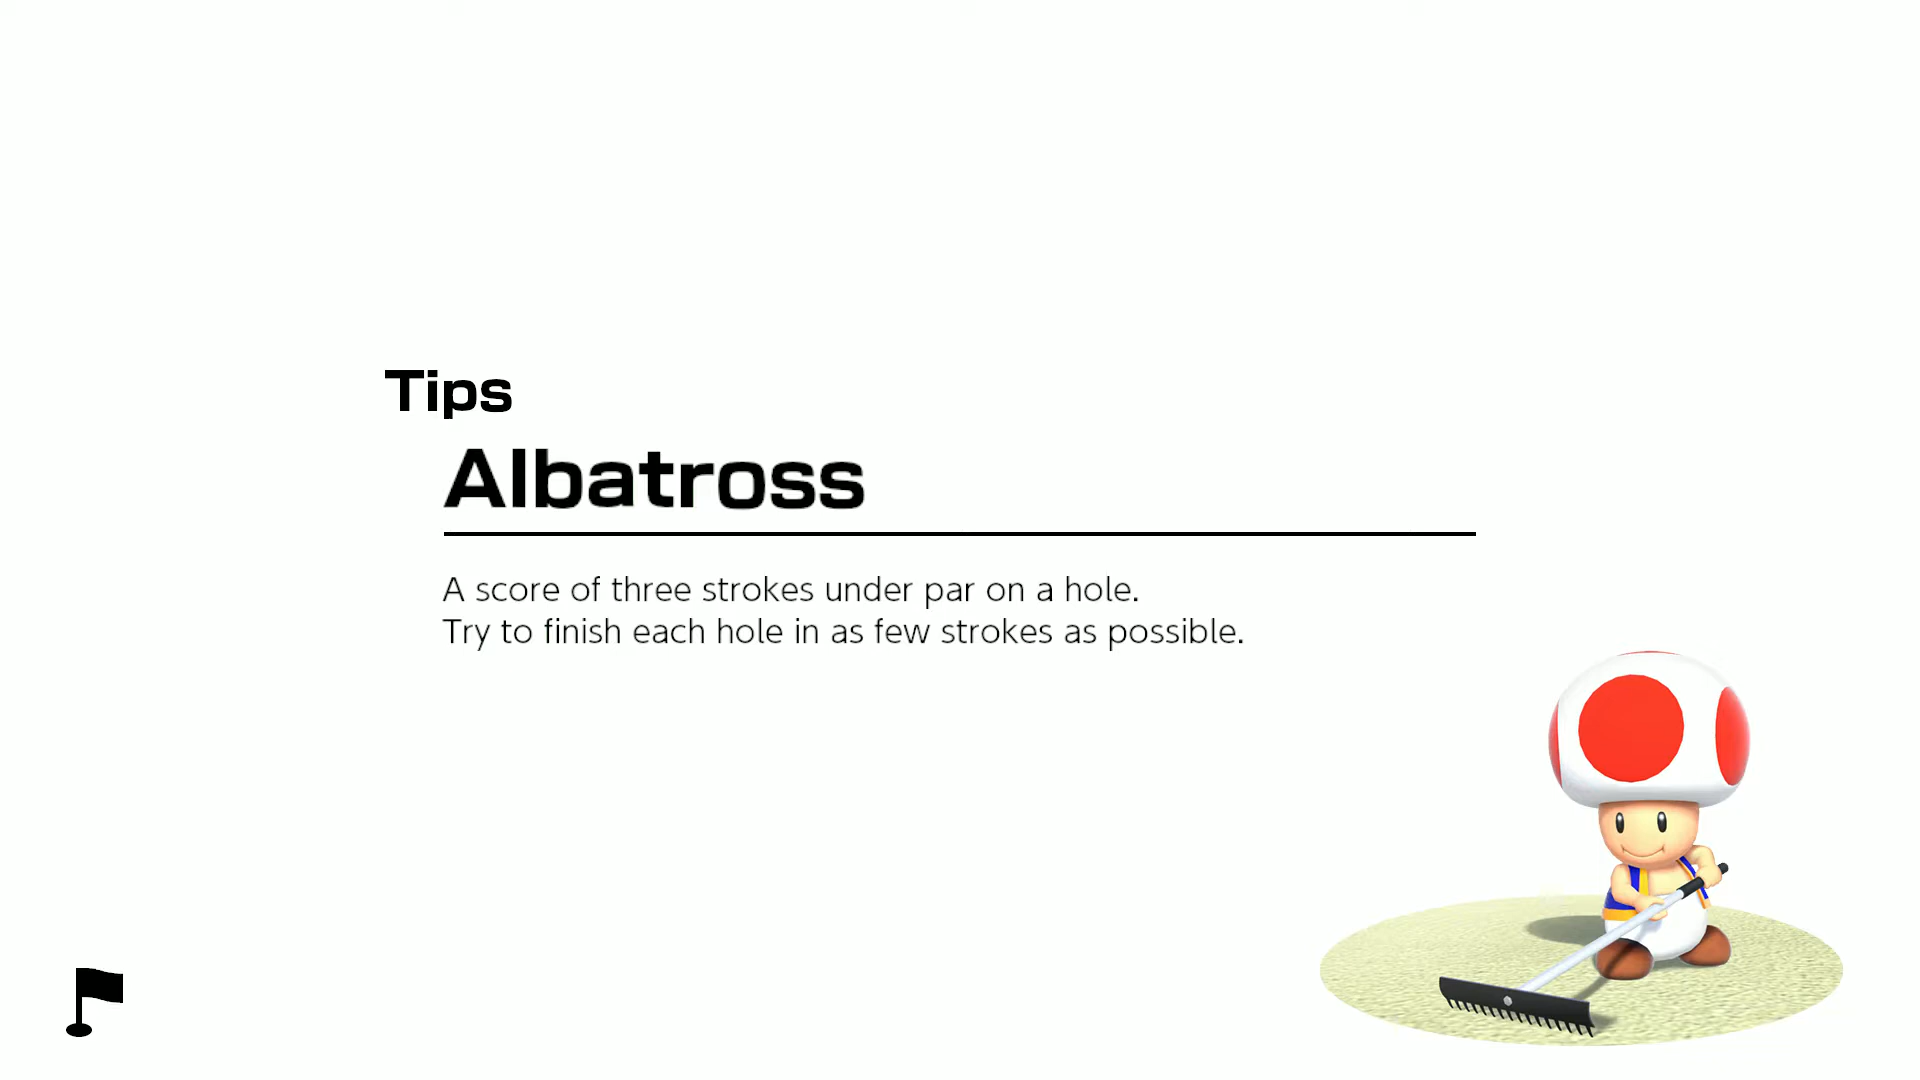 Tips
Albatross
A score of three strokes under par on a hole.
Try to finish each hole in as few strokes as possible.